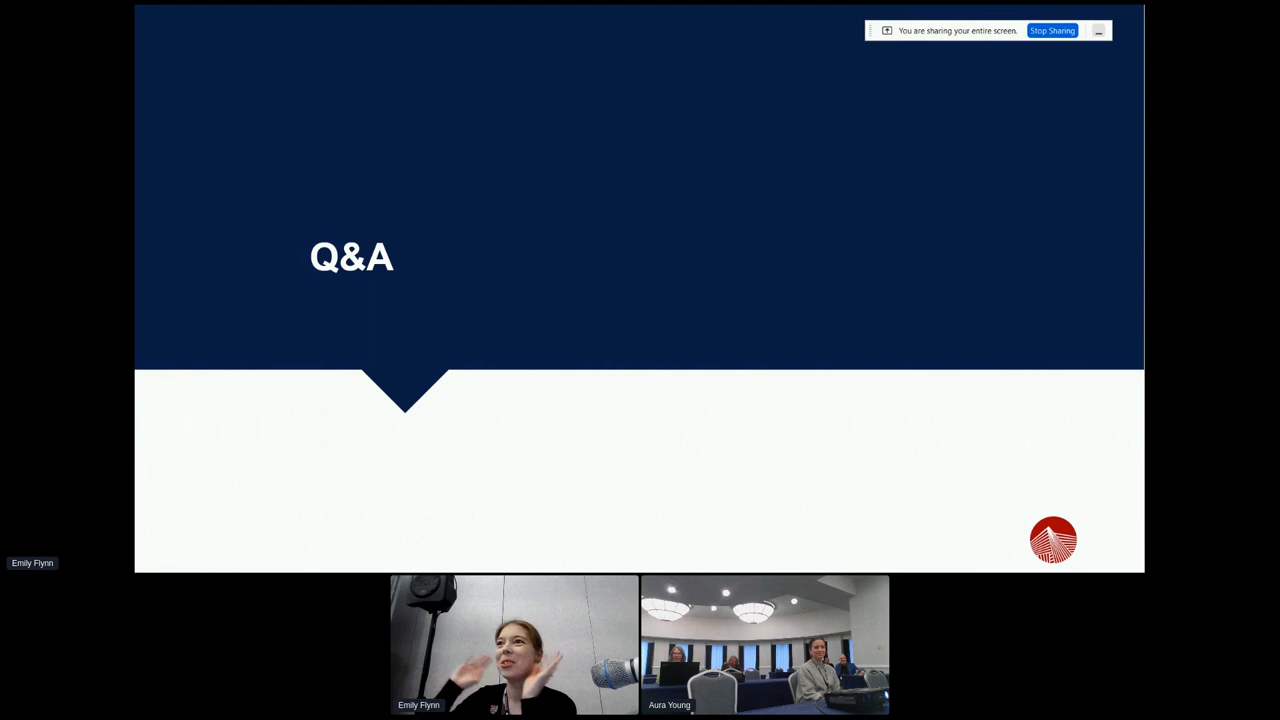 You are sharing your entire screen.
Stop Sharing
Q&A
Emily Flynn
Emily Flynn
Aura Young